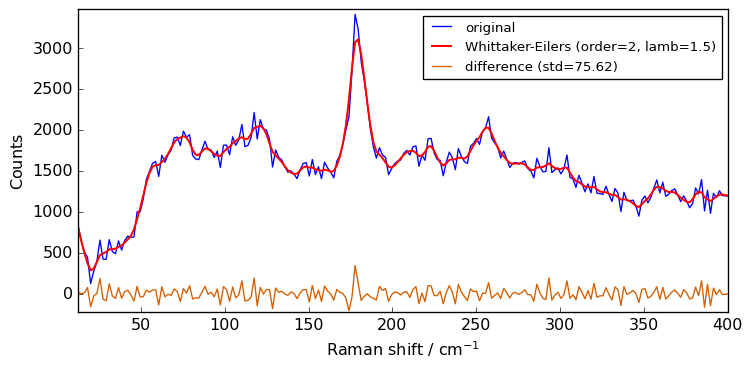 original
Whittaker-Eilers (order=2, lamb=1.5)
difference (std=75.62)
Counts
3000
2500
2000
1500
1000
500
0
50 100 150 200 250 300 350 400
Raman shift / cm⁻¹